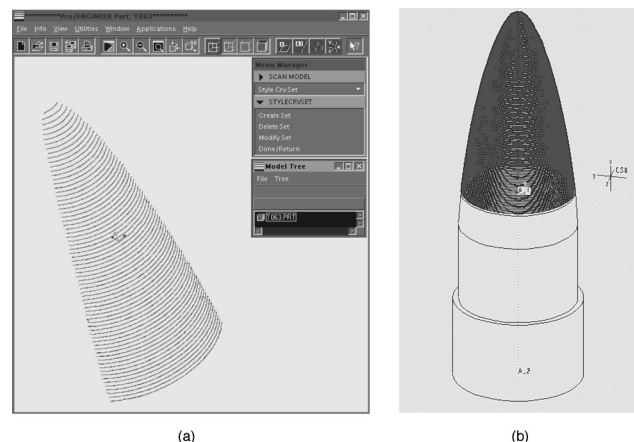 **********Pro/ENGINEER Part: T063**********
File Info View Utilities Window Applications Help
Menu Manager
SCAN MODEL
Style Crv Set
STYLECRVSET
Create Set
Delete Set
Modify Set
Done/Return
Model Tree
File Tree
T063.PRT
x
y
CS0
z
A_2
(a)
(b)